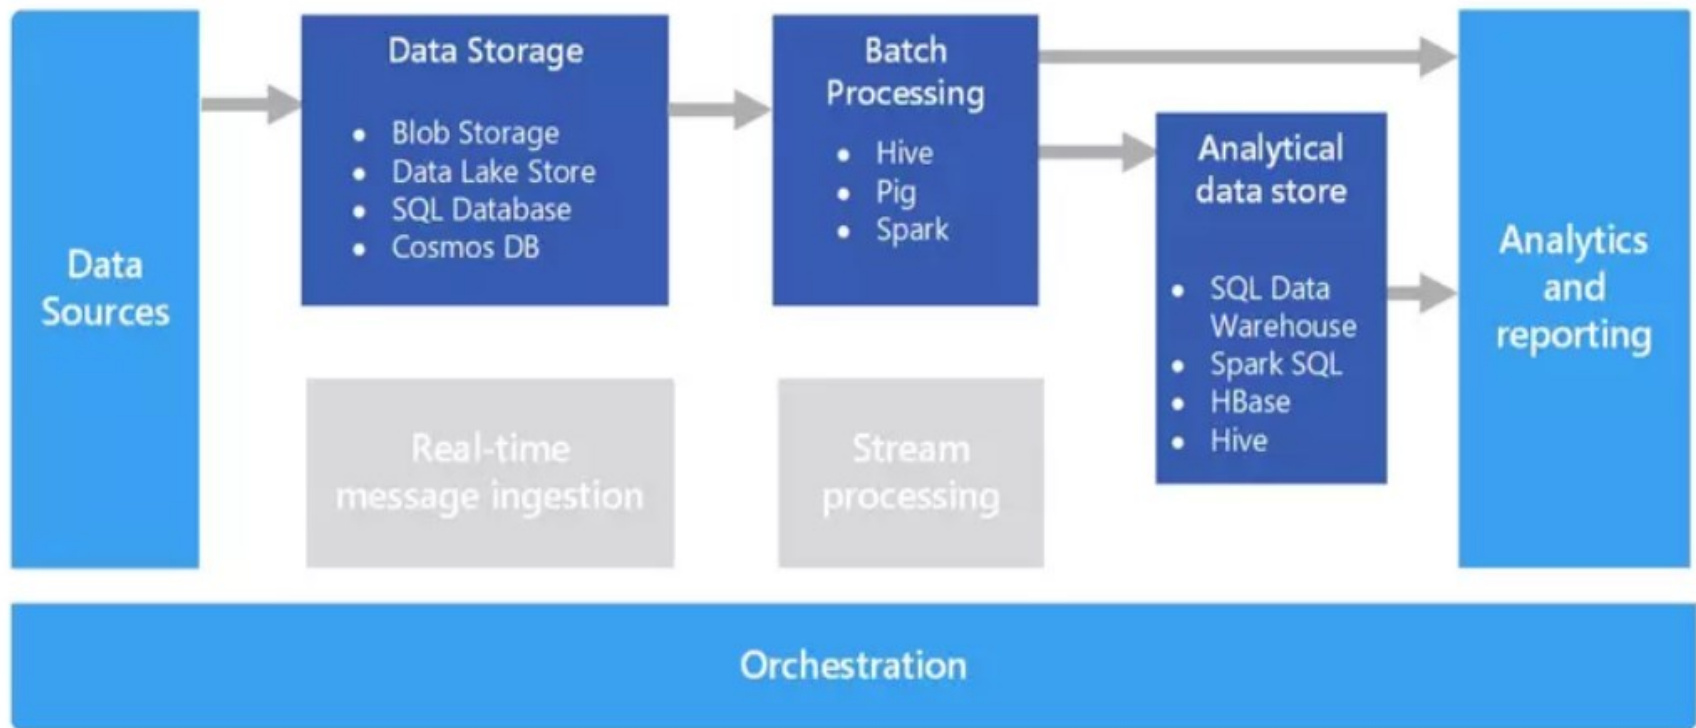 Data
Sources
Data Storage
• Blob Storage
• Data Lake Store
• SQL Database
• Cosmos DB
Batch
Processing
• Hive
• Pig
• Spark
Analytical
data store
• SQL Data
Warehouse
• Spark SQL
• HBase
• Hive
Analytics
and
reporting
Real-time
message ingestion
Stream
processing
Orchestration